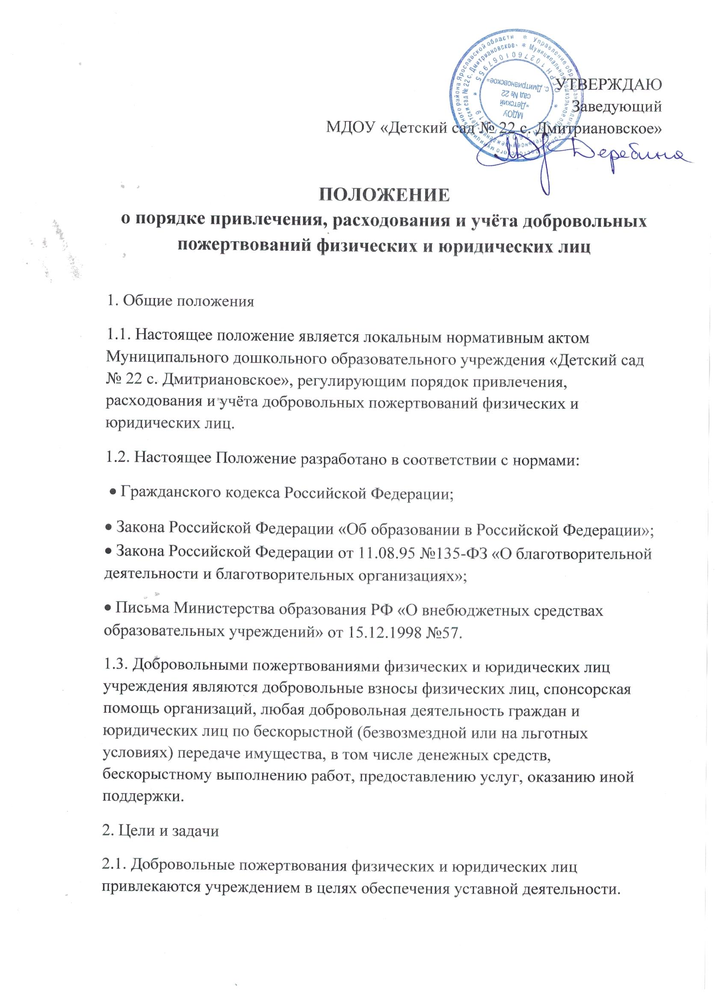 Управление образования администрации Ростовского муниципального района Ярославской области
Муниципальное дошкольное образовательное учреждение «Детский сад № 22 с. Дмитриановское»
ОГРН 1027601067955
ИНН
МДОУ
«Детский
сад № 22
с. Дмитриановское»
УТВЕРЖДАЮ
Заведующий
МДОУ «Детский сад № 22 с. Дмитриановское»
Деребина
ПОЛОЖЕНИЕ
о порядке привлечения, расходования и учёта добровольных
пожертвований физических и юридических лиц
1. Общие положения
1.1. Настоящее положение является локальным нормативным актом
Муниципального дошкольного образовательного учреждения «Детский сад
№ 22 с. Дмитриановское», регулирующим порядок привлечения,
расходования и учёта добровольных пожертвований физических и
юридических лиц.
1.2. Настоящее Положение разработано в соответствии с нормами:
• Гражданского кодекса Российской Федерации;
• Закона Российской Федерации «Об образовании в Российской Федерации»;
• Закона Российской Федерации от 11.08.95 №135-ФЗ «О благотворительной
деятельности и благотворительных организациях»;
• Письма Министерства образования РФ «О внебюджетных средствах
образовательных учреждений» от 15.12.1998 №57.
1.3. Добровольными пожертвованиями физических и юридических лиц
учреждения являются добровольные взносы физических лиц, спонсорская
помощь организаций, любая добровольная деятельность граждан и
юридических лиц по бескорыстной (безвозмездной или на льготных
условиях) передаче имущества, в том числе денежных средств,
бескорыстному выполнению работ, предоставлению услуг, оказанию иной
поддержки.
2. Цели и задачи
2.1. Добровольные пожертвования физических и юридических лиц
привлекаются учреждением в целях обеспечения уставной деятельности.